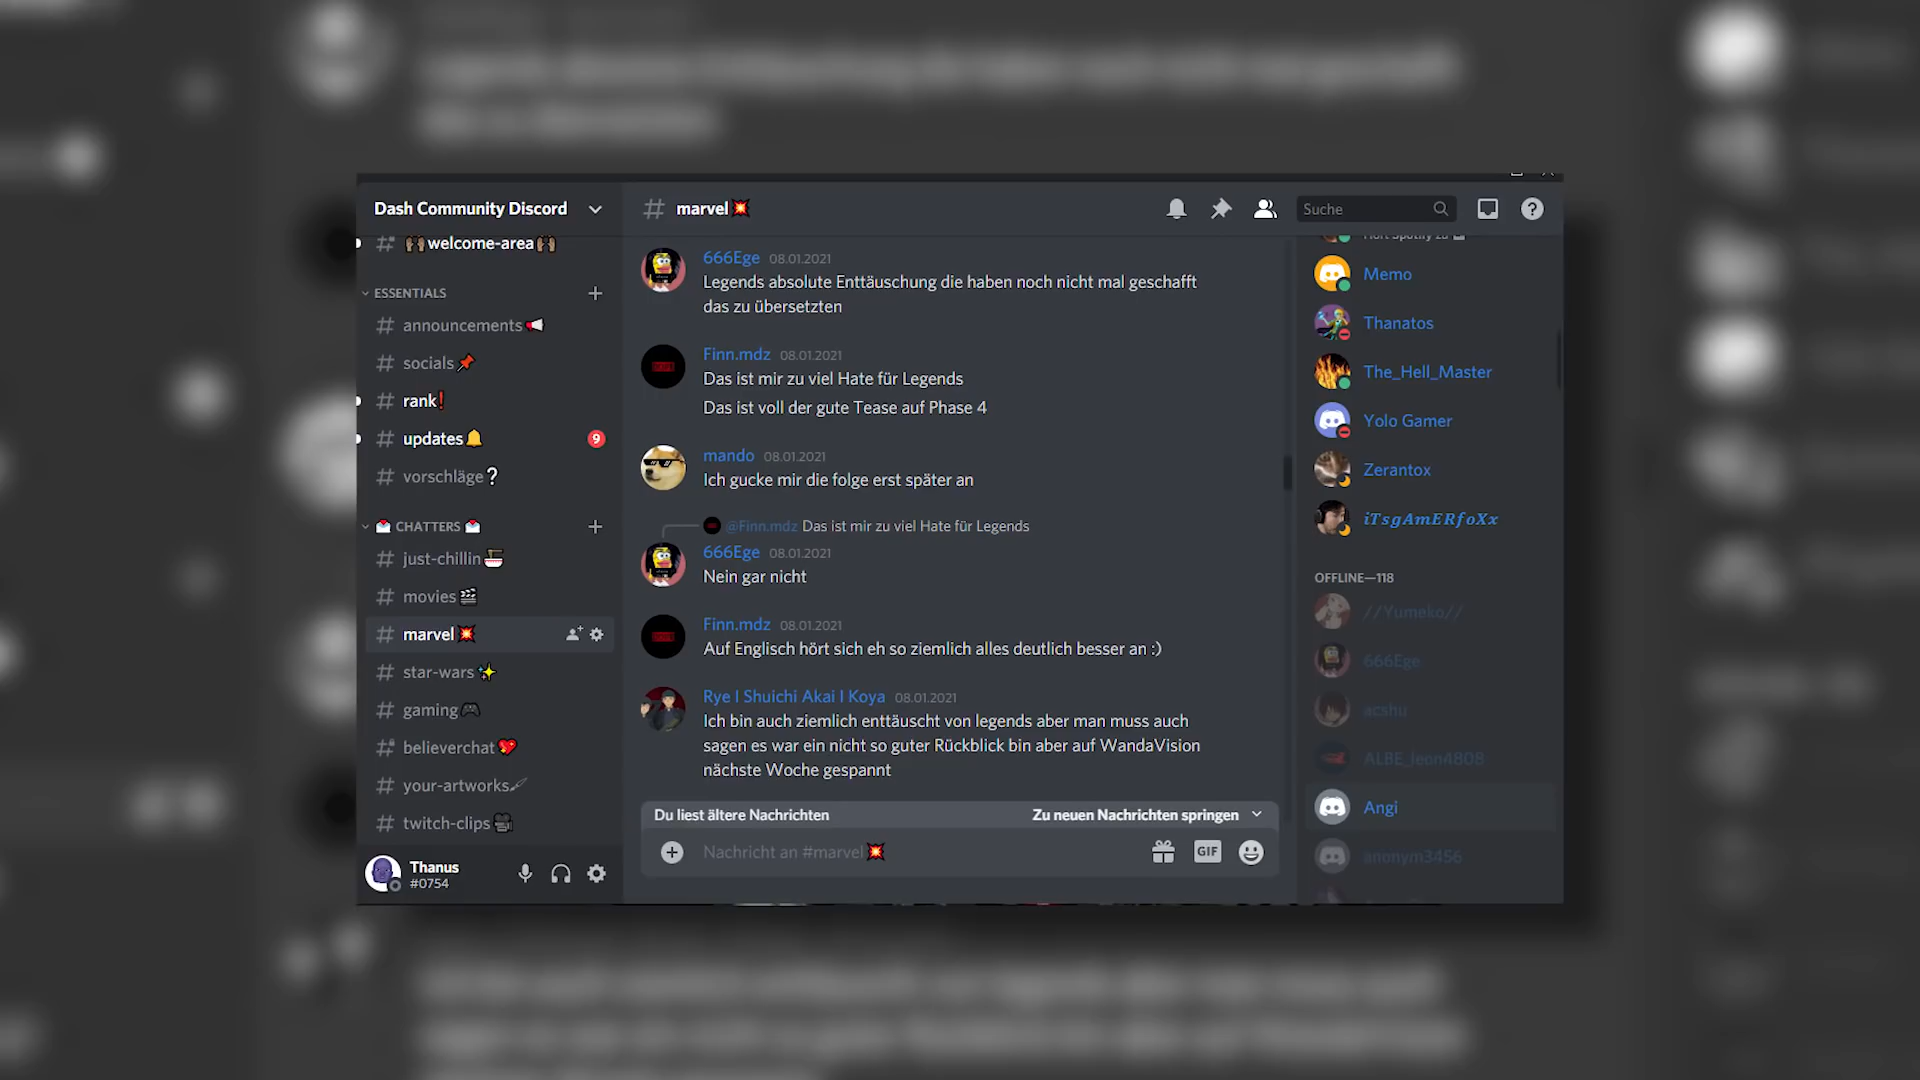 Dash Community Discord
welcome-area
ESSENTIALS
announcements
socials
rank
updates
9
vorschläge
CHATTERS
just-chillin
movies
marvel
star-wars
gaming
believerchat
your-artworks
twitch-clips
Thanus
#0754
marvel
Suche
666Ege 08.01.2021
Legends absolute Enttäuschung die haben noch nicht mal geschafft
das zu übersetzten
Finn.mdz 08.01.2021
Das ist mir zu viel Hate für Legends
Das ist voll der gute Tease auf Phase 4
mando 08.01.2021
Ich gucke mir die folge erst später an
@Finn.mdz Das ist mir zu viel Hate für Legends
666Ege 08.01.2021
Nein gar nicht
Finn.mdz 08.01.2021
Auf Englisch hört sich eh so ziemlich alles deutlich besser an :)
Rye I Shuichi Akai I Koya 08.01.2021
Ich bin auch ziemlich enttäuscht von legends aber man muss auch
sagen es war ein nicht so guter Rückblick bin aber auf WandaVision
nächste Woche gespannt
Du liest ältere Nachrichten Zu neuen Nachrichten springen
Nachricht an #marvel
GIF
Hört Spotify zu
Memo
Thanatos
The_Hell_Master
Yolo Gamer
Zerantox
iTsgAmERfoXx
OFFLINE—118
//Yumeko//
666Ege
acshu
ALBE_leon4808
Angi
anonym3456